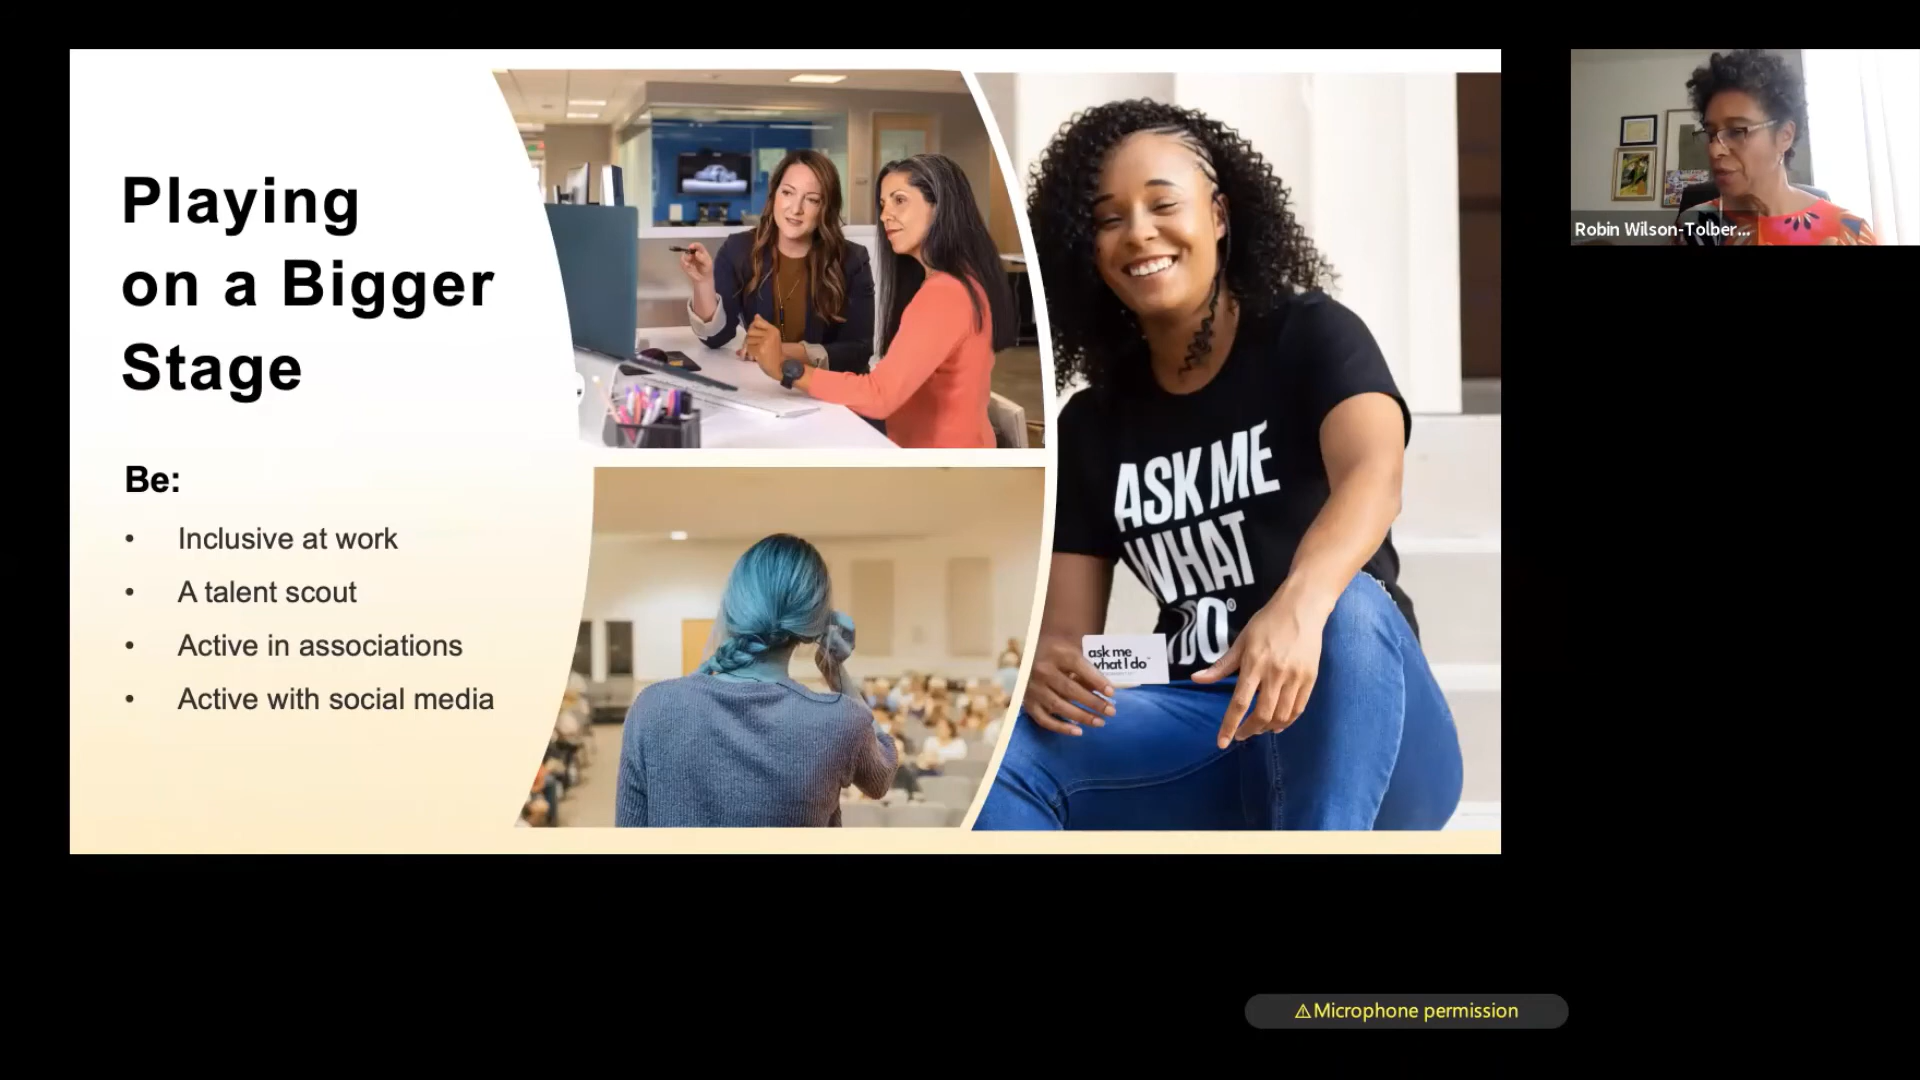 Playing
on a Bigger
Stage
Be:
• Inclusive at work
• A talent scout
• Active in associations
• Active with social media
ASK ME
WHAT
I DO®
ask me
what I do™
Robin Wilson-Tolber...
⚠Microphone permission